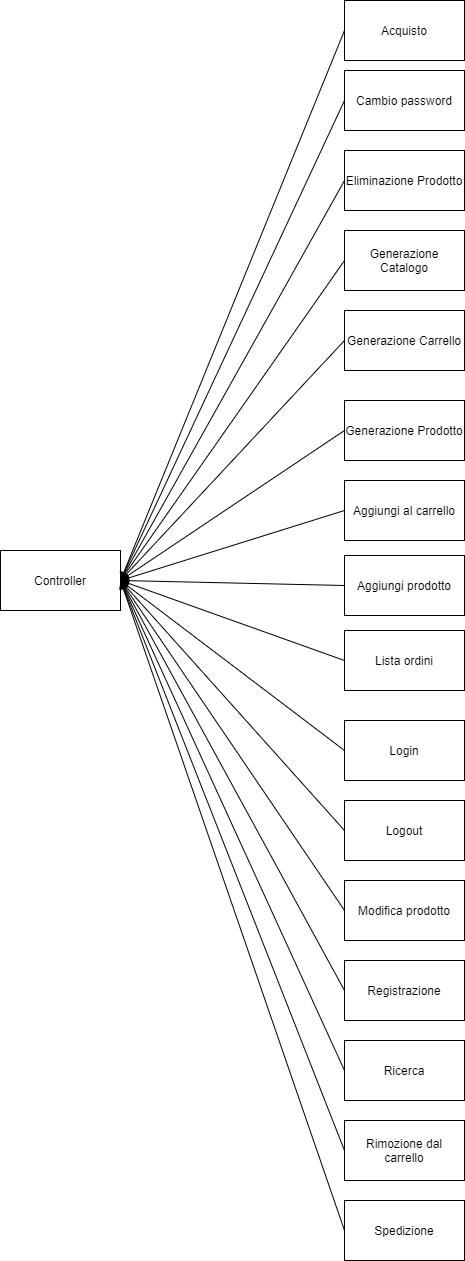 Acquisto
Cambio password
Eliminazione Prodotto
Generazione
Catalogo
Generazione Carrello
Generazione Prodotto
Aggiungi al carrello
Controller
Aggiungi prodotto
Lista ordini
Login
Logout
Modifica prodotto
Registrazione
Ricerca
Rimozione dal
carrello
Spedizione